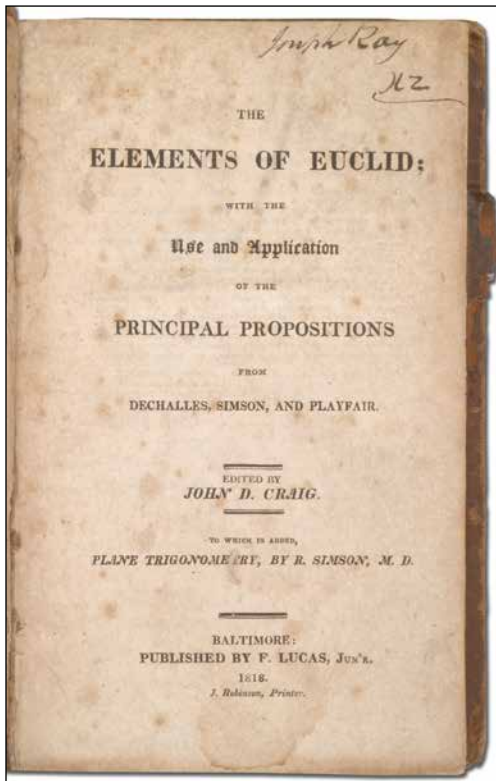 Joseph Ray
THE
ELEMENTS OF EUCLID;
WITH THE
Use and Application
OF THE
PRINCIPAL PROPOSITIONS
FROM
DECHALLES, SIMSON, AND PLAYFAIR.
EDITED BY
JOHN D. CRAIG.
TO WHICH IS ADDED,
PLANE TRIGONOMETRY, BY R. SIMSON, M. D.
BALTIMORE:
PUBLISHED BY F. LUCAS, JUN'R.
1818.
J. Robinson, Printer.